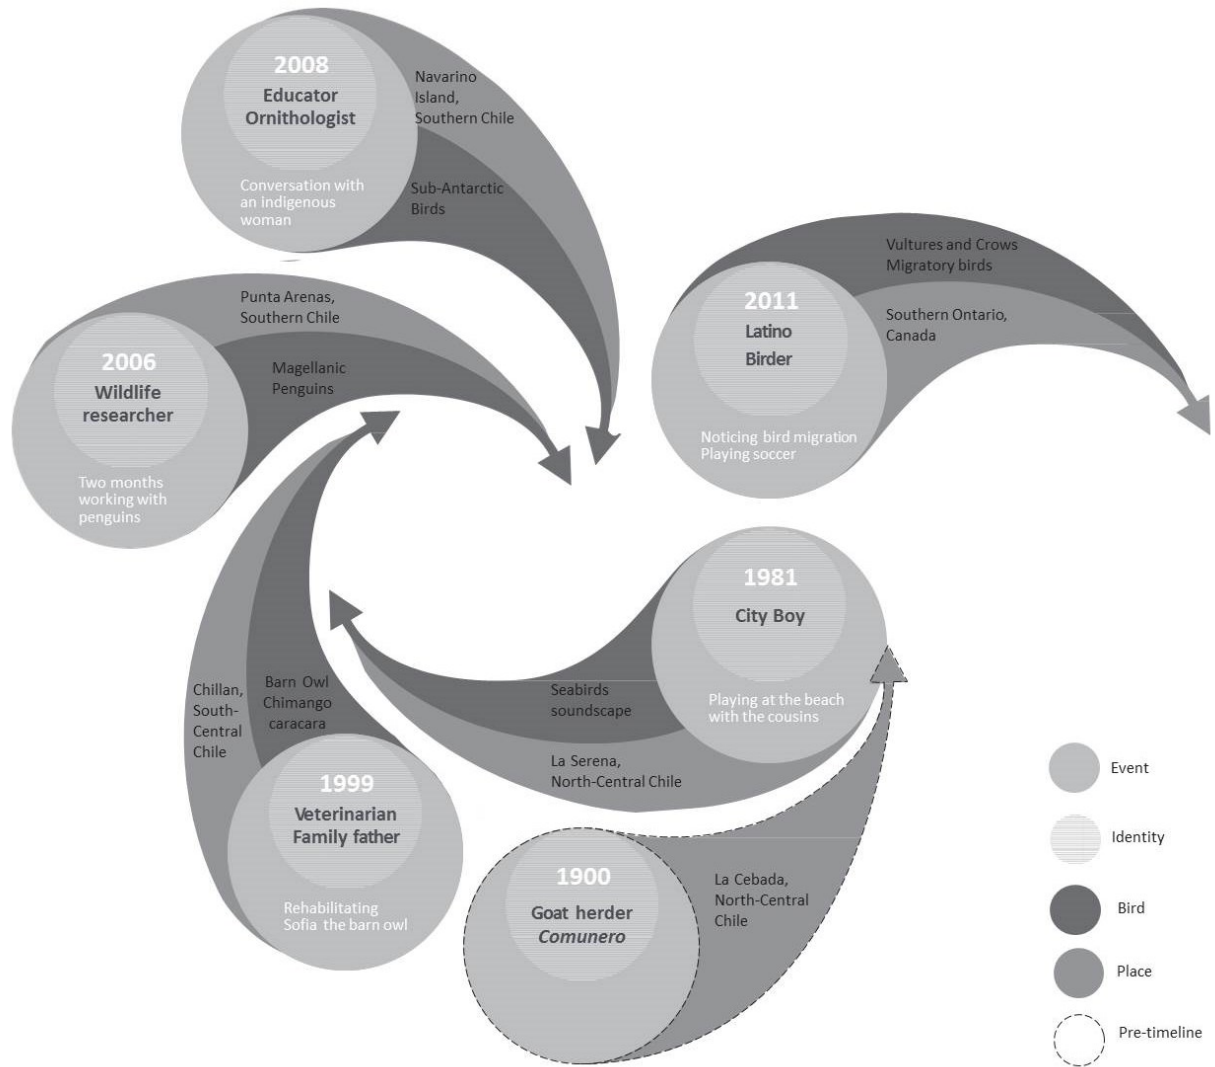 2008
Educator
Ornithologist
Conversation with
an indigenous
woman
Navarino
Island,
Southern Chile
Sub-Antarctic
Birds
2006
Wildlife
researcher
Two months
working with
penguins
Punta Arenas,
Southern Chile
Magellanic
Penguins
2011
Latino
Birder
Noticing bird migration
Playing soccer
Vultures and Crows
Migratory birds
Southern Ontario,
Canada
1981
City Boy
Playing at the beach
with the cousins
Seabirds
soundscape
La Serena,
North-Central Chile
Chillan,
South-
Central
Chile
Barn Owl
Chimango
caracara
1999
Veterinarian
Family father
Rehabilitating
Sofia the barn owl
1900
Goat herder
Comunero
La Cebada,
North-Central
Chile
Event
Identity
Bird
Place
Pre-timeline